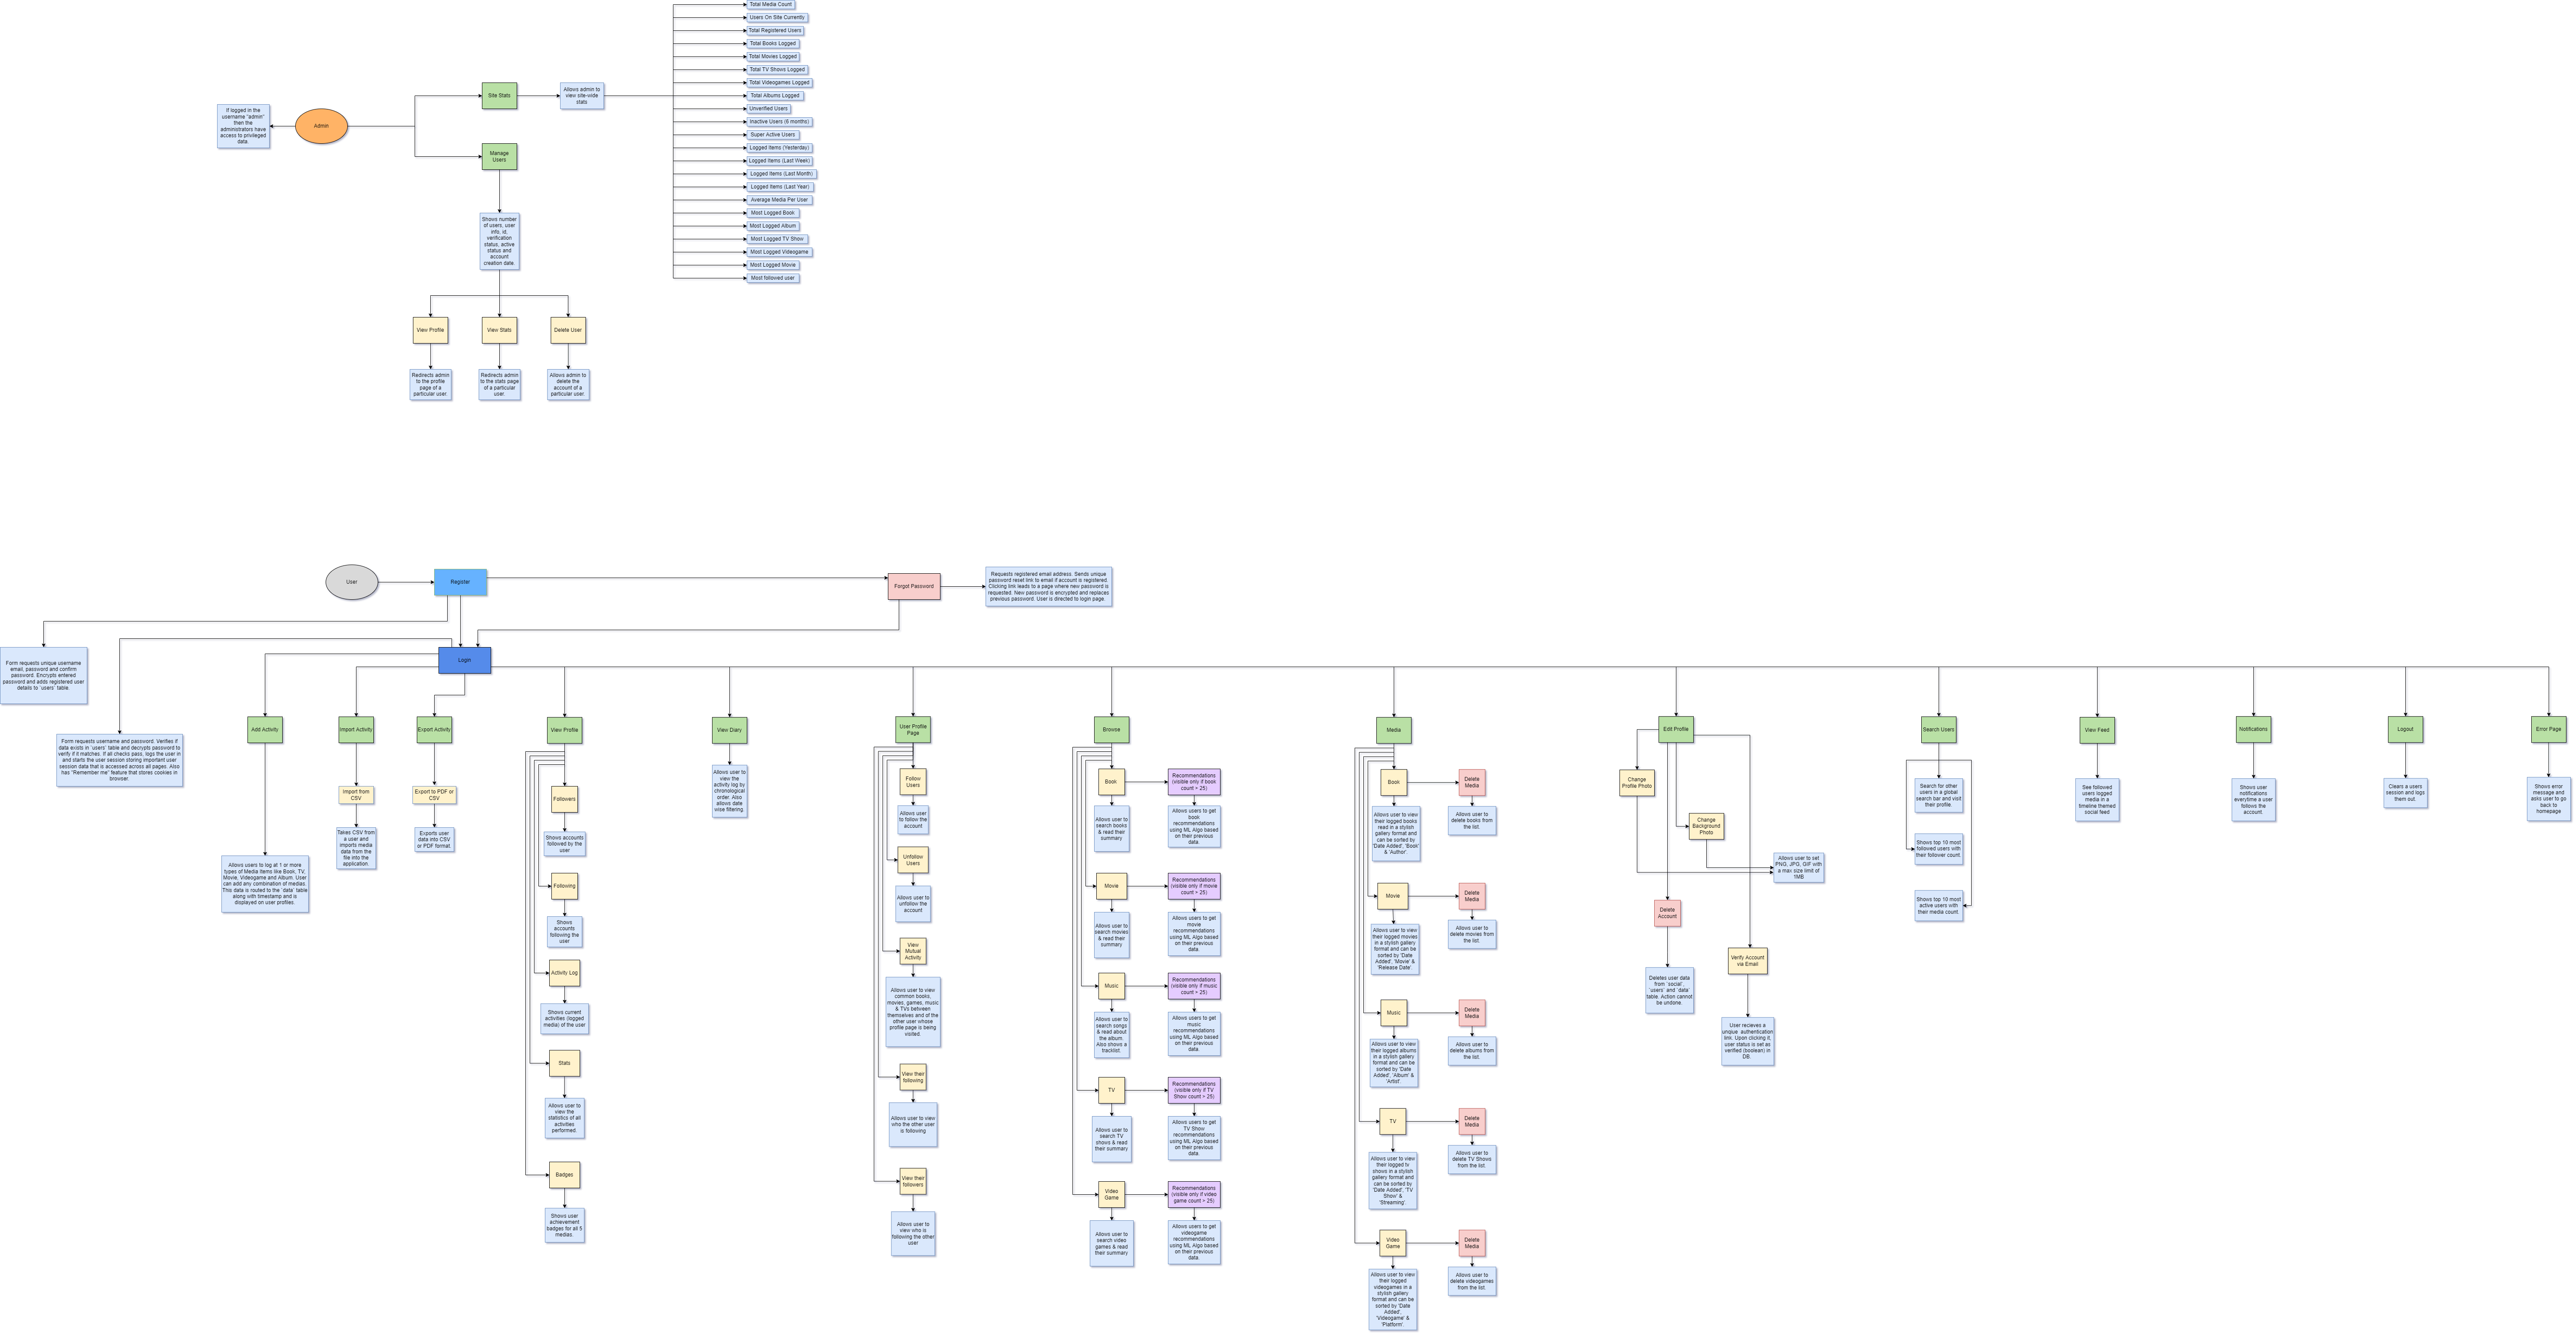 Total Media Count
Users On Site Currently
Total Registered Users
Total Books Logged
Total Movies Logged
Total TV Shows Logged
Total Videogames Logged
Total Albums Logged
Unverified Users
Inactive Users (6 months)
Super Active Users
Logged Items (Yesterday)
Logged Items (Last Week)
Logged Items (Last Month)
Logged Items (Last Year)
Average Media Per User
Most Logged Book
Most Logged Album
Most Logged TV Show
Most Logged Videogame
Most Logged Movie
Most followed user
Site Stats
Allows admin to
view site-wide
stats
If logged in the
username "admin"
then the
administrators have
access to privileged
data.
Admin
Manage
Users
Shows number
of users, user
info, id,
verification
status, active
status and
account
creation date.
View Profile
View Stats
Delete User
Redirects admin
to the profile
page of a
particular user.
Redirects admin
to the stats page
of a particular
user.
Allows admin to
delete the
account of a
particular user.
User
Register
Forgot Password
Requests registered email address. Sends unique
password reset link to email if account is registered.
Clicking link leads to a page where new password is
requested. New password is encrypted and replaces
previous password. User is directed to login page.
Form requests unique username
email, password and confirm
password. Encrypts entered
password and adds registered user
details to `users` table.
Login
Form requests username and password. Verifies if
data exists in `users` table and decrypts password to
verify if it matches. If all checks pass, logs the user in
and starts the user session storing important user
session data that is accessed across all pages. Also
has "Remember me" feature that stores cookies in
browser.
Add Activity
Allows users to log at 1 or more
types of Media Items like Book, TV,
Movie, Videogame and Album. User
can add any combination of medias.
This data is routed to the `data` table
along with timestamp and is
displayed on user profiles.
Import Activity
Import from
CSV
Takes CSV from
a user and
imports media
data from the
file into the
application.
Export Activity
Export to PDF or
CSV
Exports user
data into CSV
or PDF format.
View Profile
Followers
Shows accounts
followed by the
user
Following
Shows
accounts
following the
user
Activity Log
Shows current
activities (logged
media) of the user
Stats
Allows user to
view the
statistics of all
activities
performed.
Badges
Shows user
achievement
badges for all 5
medias.
View Diary
Allows user to
view the
activity log by
chronological
order. Also
allows date
wise filtering.
User Profile
Page
Follow
Users
Allows user
to follow the
account
Unfollow
Users
Allows user to
unfollow the
account
View
Mutual
Activity
Allows user to view
common books,
movies, games, music
& TVs between
themselves and of the
other user whose
profile page is being
visited.
View their
following
Allows user to view
who the other user
is following
View their
followers
Allows user to
view who is
following the other
user
Browse
Book
Recommendations
(visible only if book
count > 25)
Allows user to
search books
& read their
summary
Allows users to get
book
recommendations
using ML Algo based
on their previous
data.
Movie
Recommendations
(visible only if movie
count > 25)
Allows user to
search movies
& read their
summary
Allows users to get
movie
recommendations
using ML Algo based
on their previous
data.
Music
Recommendations
(visible only if music
count > 25)
Allows user to
search songs
& read about
the album.
Also shows a
tracklist.
Allows users to get
music
recommendations
using ML Algo based
on their previous
data.
TV
Recommendations
(visible only if TV
Show count > 25)
Allows user to
search TV
shows & read
their summary
Allows users to get
TV Show
recommendations
using ML Algo based
on their previous
data.
Video
Game
Recommendations
(visible only if video
game count > 25)
Allows user to
search video
games & read
their summary
Allows users to get
videogame
recommendations
using ML Algo based
on their previous
data.
Media
Book
Delete
Media
Allows user to view
their logged books
read in a stylish
gallery format and
can be sorted by
'Date Added', 'Book'
& 'Author'.
Allows user to
delete books from
the list.
Movie
Delete
Media
Allows user to view
their logged movies
in a stylish gallery
format and can be
sorted by 'Date
Added', 'Movie' &
'Release Date'.
Allows user to
delete movies from
the list.
Music
Delete
Media
Allows user to view
their logged albums
in a stylish gallery
format and can be
sorted by 'Date
Added', 'Album' &
'Artist'.
Allows user to
delete albums from
the list.
TV
Delete
Media
Allows user to view
their logged tv
shows in a stylish
gallery format and
can be sorted by
'Date Added', 'TV
Show' &
'Streaming'.
Allows user to
delete TV Shows
from the list.
Video
Game
Delete
Media
Allows user to view
their logged
videogames in a
stylish gallery
format and can be
sorted by 'Date
Added',
'Videogame' &
'Platform'.
Allows user to
delete videogames
from the list.
Edit Profile
Change
Profile Photo
Change
Background
Photo
Allows user to set
PNG, JPG, GIF with
a max size limit of
1MB
Delete
Account
Deletes user data
from `social`,
`users` and `data`
table. Action cannot
be undone.
Verify Account
via Email
User recieves a
unique authentication
link. Upon clicking it,
user status is set as
verified (boolean) in
DB.
Search Users
Search for other
users in a global
search bar and visit
their profile.
Shows top 10 most
followed users with
their follower count.
Shows top 10 most
active users with
their media count.
View Feed
See followed
users logged
media in a
timeline themed
social feed
Notifications
Shows user
notifications
everytime a user
follows the
account.
Logout
Clears a users
session and logs
them out.
Error Page
Shows error
message and
asks user to go
back to
homepage